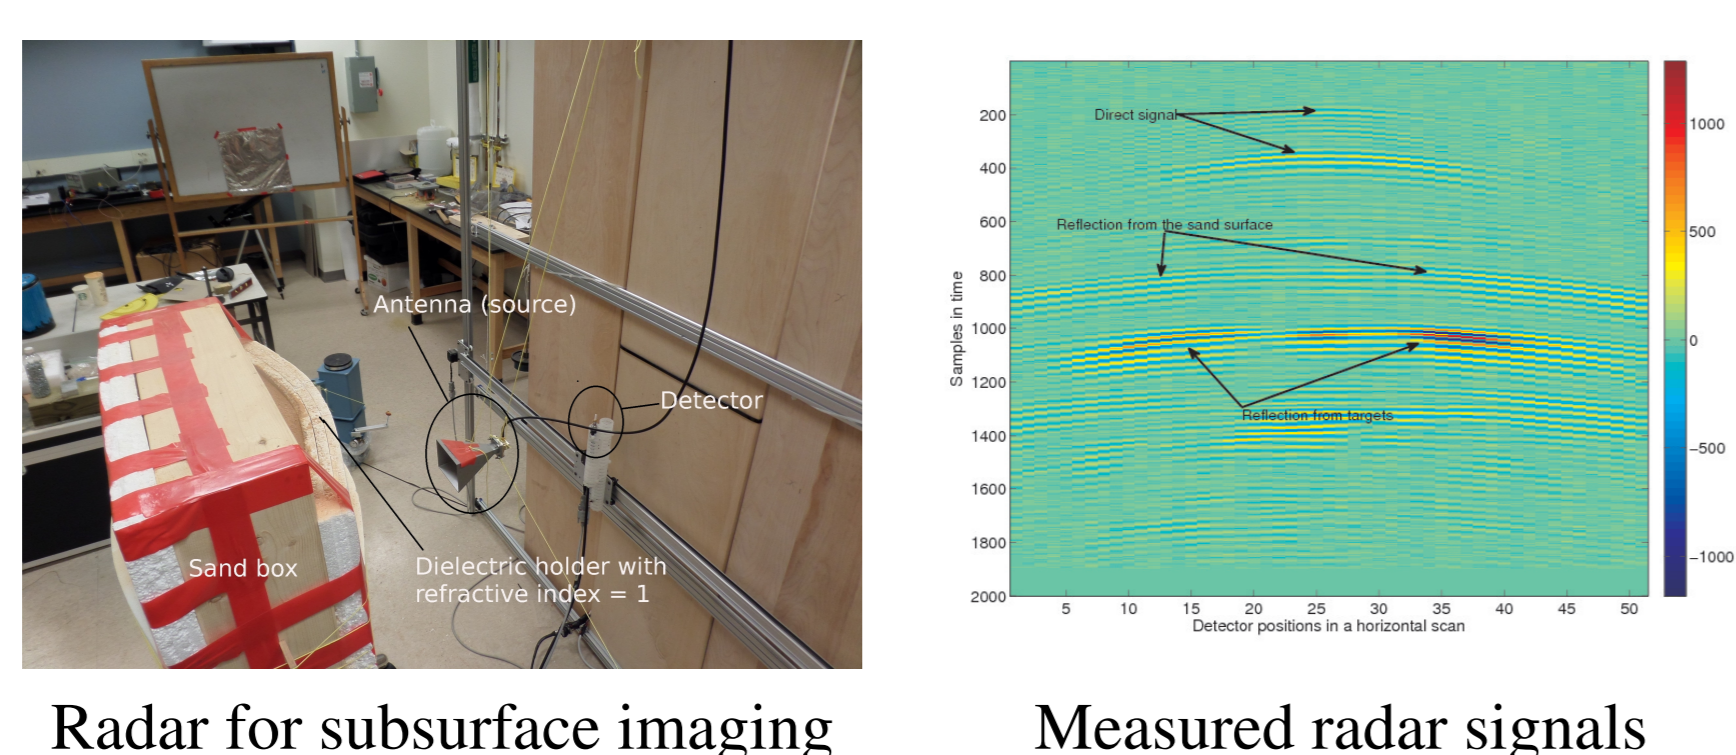 Antenna (source)
Detector
Sand box
Dielectric holder with
refractive index = 1
Radar for subsurface imaging
Direct signal
Reflection from the sand surface
Reflection from targets
Samples in time
200
400
600
800
1000
1200
1400
1600
1800
2000
5
10
15
20
25
30
35
40
45
50
Detector positions in a horizontal scan
1000
500
0
−500
−1000
Measured radar signals